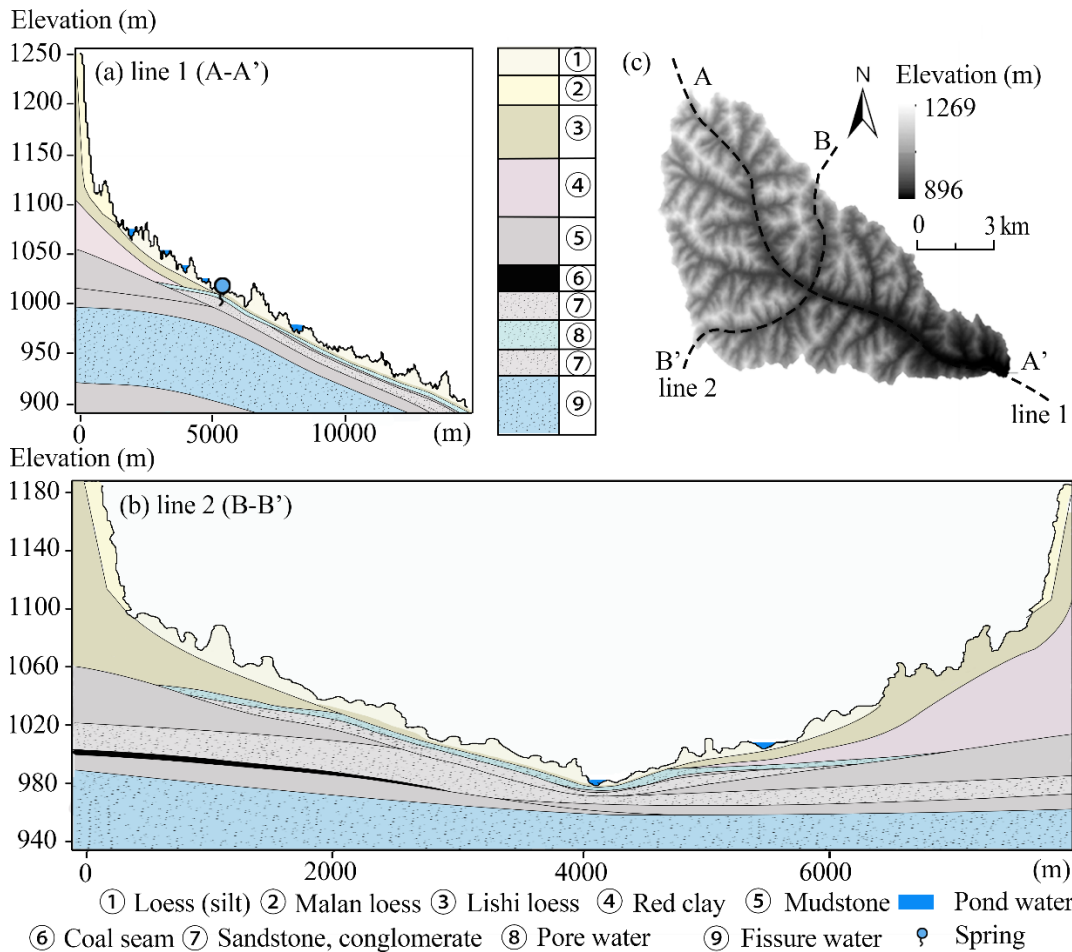 Elevation (m)
(a) line 1 (A-A’)
1250
1200
1150
1100
1050
1000
950
900
0 5000 10000 (m)
①
②
③
④
⑤
⑥
⑦
⑧
⑦
⑨
(c)
A
B
N
Elevation (m)
1269
896
0 3 km
B’
line 2
A’
line 1
Elevation (m)
(b) line 2 (B-B’)
1180
1140
1100
1060
1020
980
940
0 2000 4000 6000 (m)
① Loess (silt) ② Malan loess ③ Lishi loess ④ Red clay ⑤ Mudstone Pond water
⑥ Coal seam ⑦ Sandstone, conglomerate ⑧ Pore water ⑨ Fissure water Spring